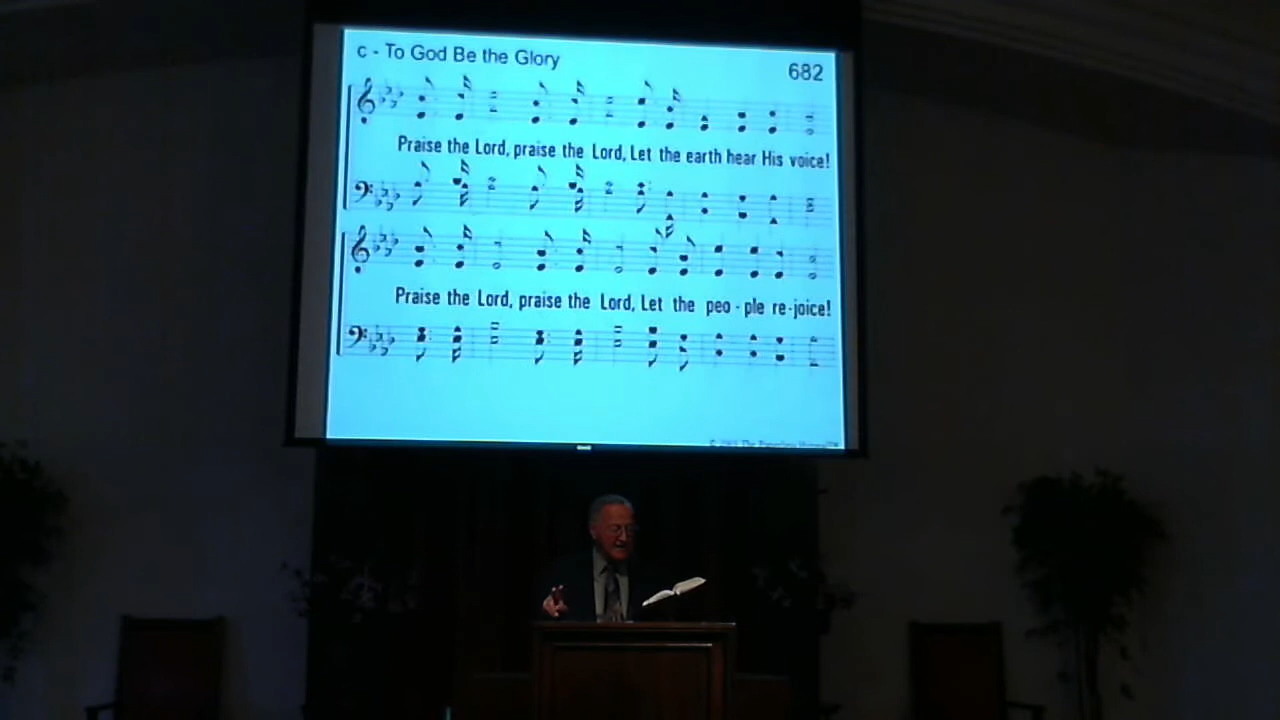 c - To God Be the Glory
682
Praise the Lord, praise the Lord, Let the earth hear His voice!
Praise the Lord, praise the Lord, Let the peo - ple re-joice!